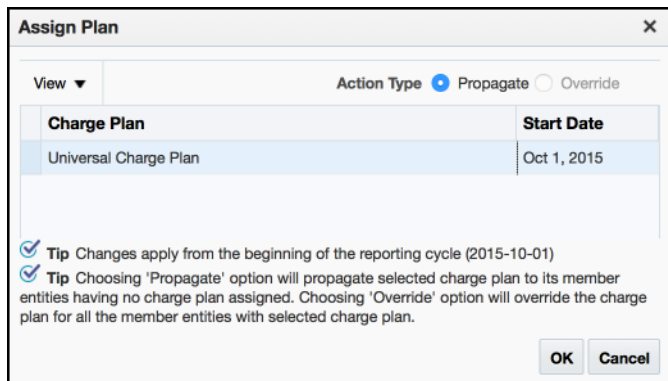 Assign Plan
View
Action Type Propagate Override
Charge Plan Start Date
Universal Charge Plan Oct 1, 2015
Tip Changes apply from the beginning of the reporting cycle (2015-10-01)
Tip Choosing 'Propagate' option will propagate selected charge plan to its member
entities having no charge plan assigned. Choosing 'Override' option will override the charge
plan for all the member entities with selected charge plan.
OK Cancel